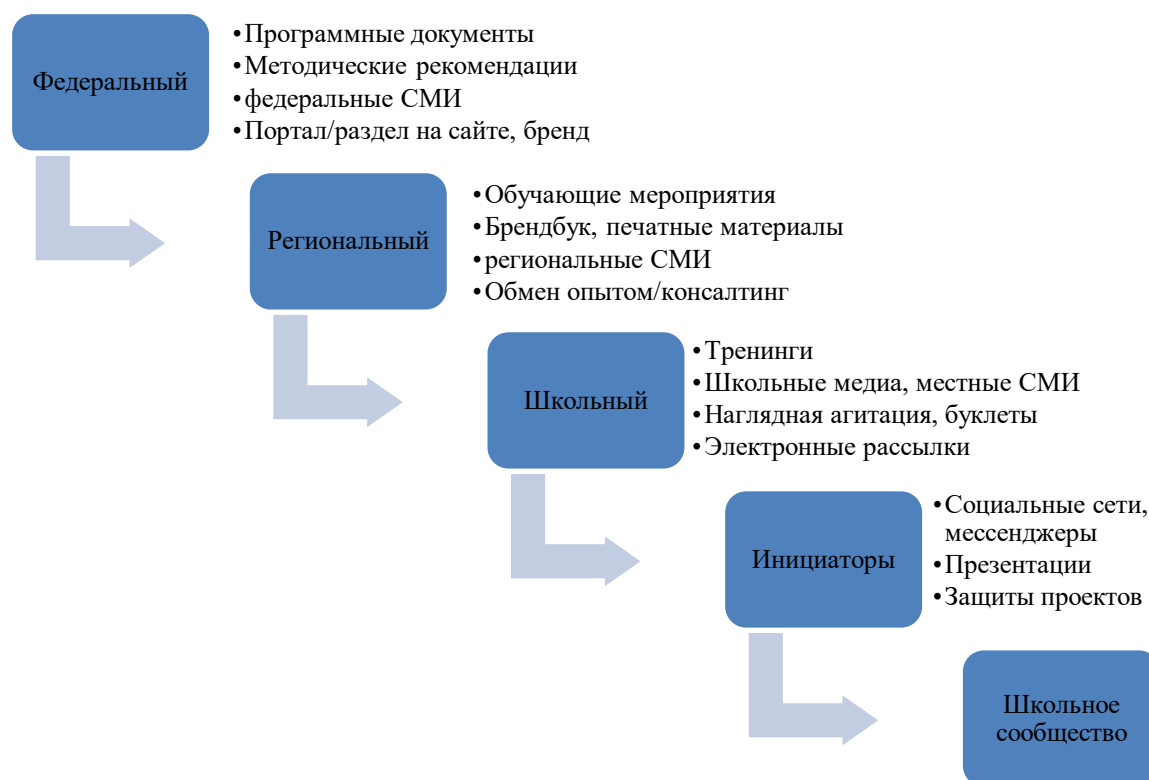 Федеральный
•Программные документы
•Методические рекомендации
•федеральные СМИ
•Портал/раздел на сайте, бренд
Региональный
•Обучающие мероприятия
•Брендбук, печатные материалы
•региональные СМИ
•Обмен опытом/консалтинг
Школьный
•Тренинги
•Школьные медиа, местные СМИ
•Наглядная агитация, буклеты
•Электронные рассылки
Инициаторы
•Социальные сети,
мессенджеры
•Презентации
•Защиты проектов
Школьное
сообщество